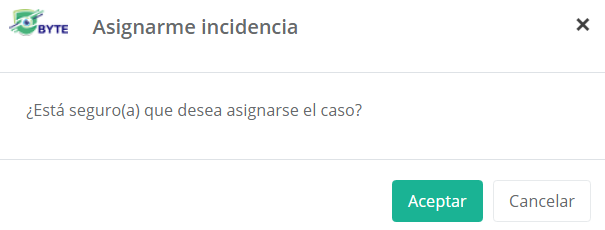 BYTE
Asignarme incidencia
×
¿Está seguro(a) que desea asignarse el caso?
Aceptar
Cancelar